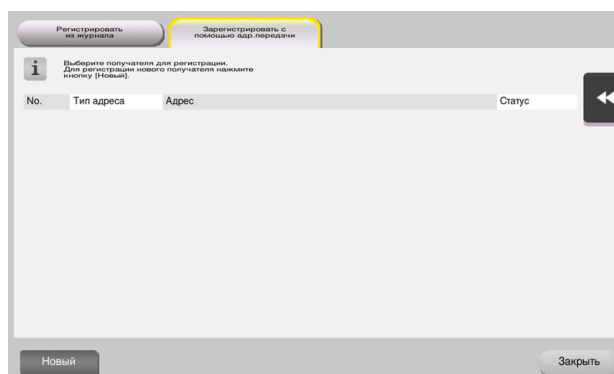 Регистрировать
из журнала
Зарегистрировать с
помощью адр.передачи
Выберите получателя для регистрации.
Для регистрации нового получателя нажмите
кнопку [Новый].
No. Тип адреса Адрес Статус
Новый Закрыть